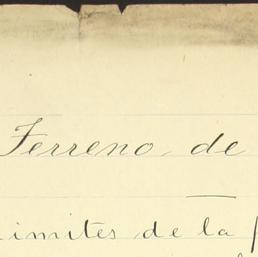 Terreno de
limites de la